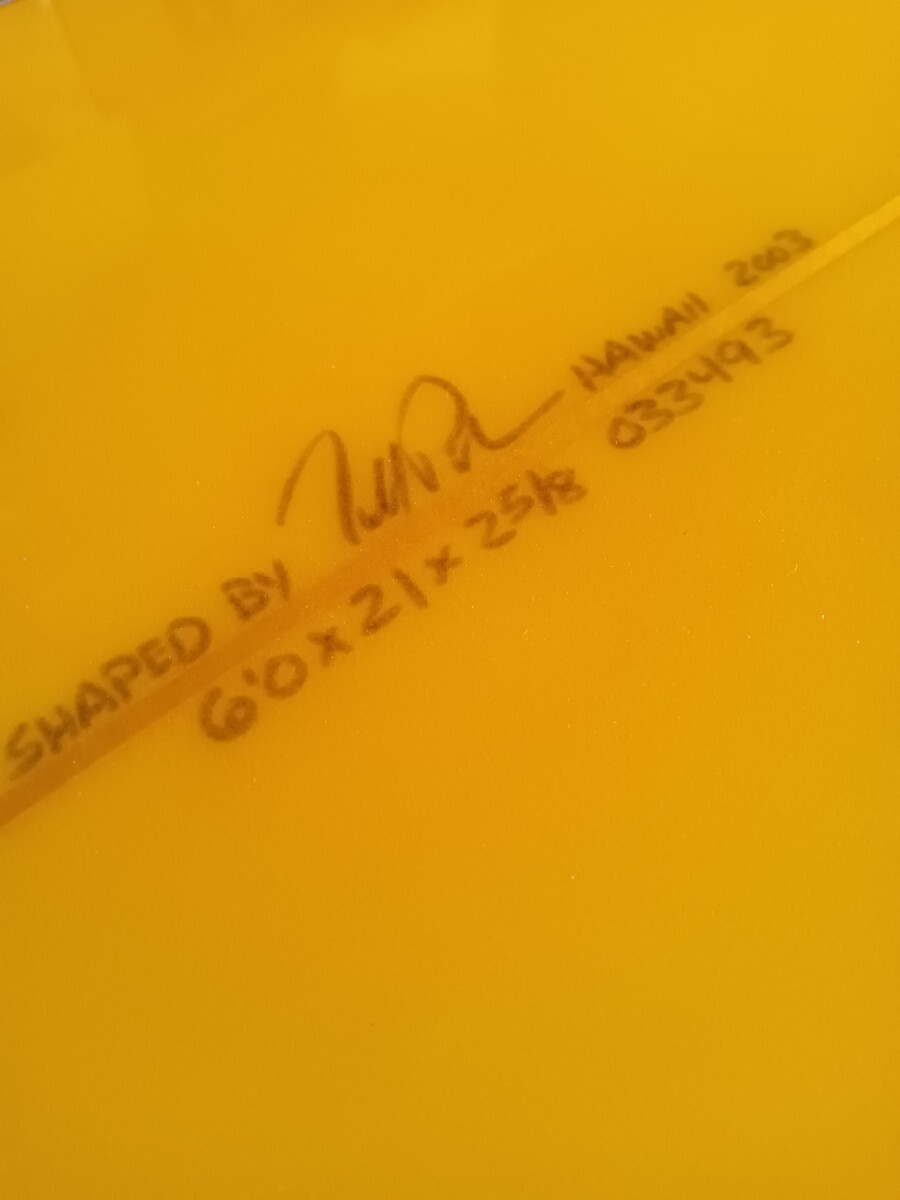 SHAPED BY HAWAII 2003
6'0 x 21 x 2 5/8 033493